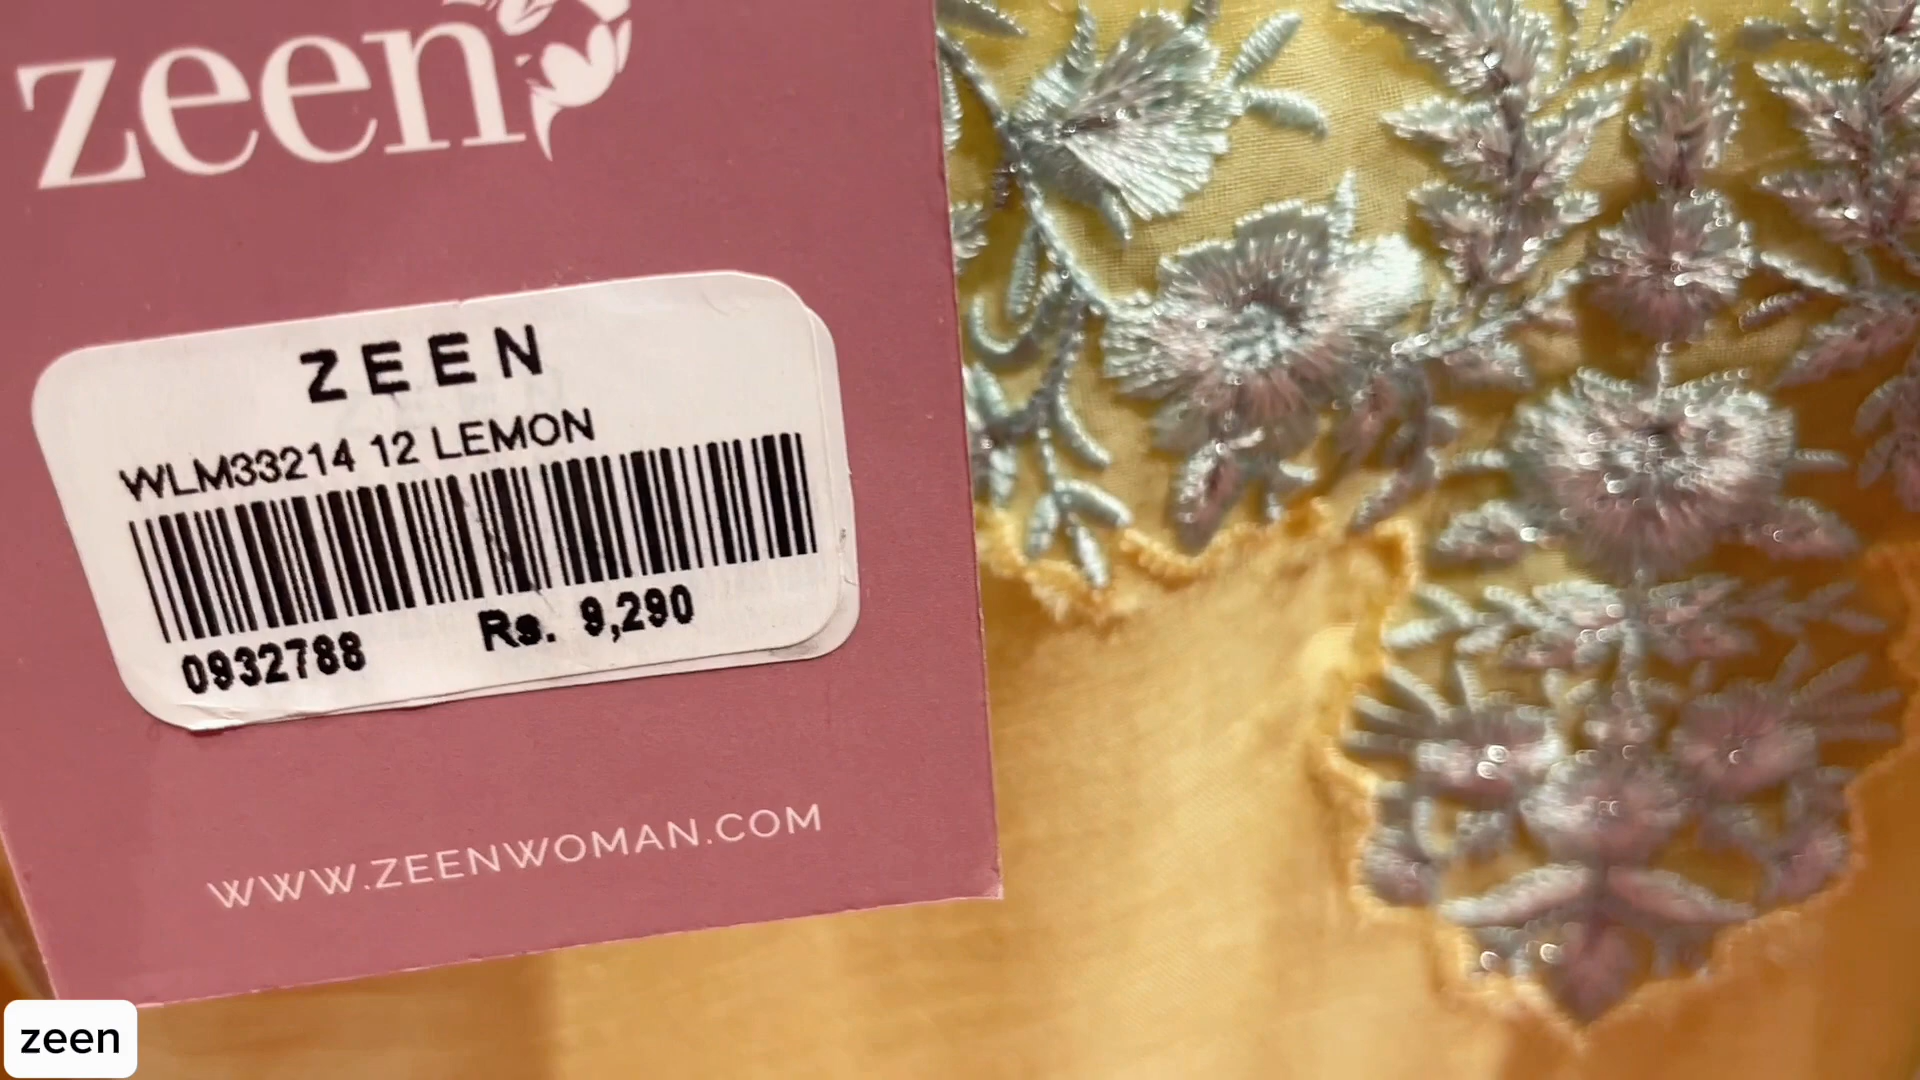 zeen
ZEEN
WLM33214 12 LEMON
0932788 Rs. 9,290
WWW.ZEENWOMAN.COM
zeen